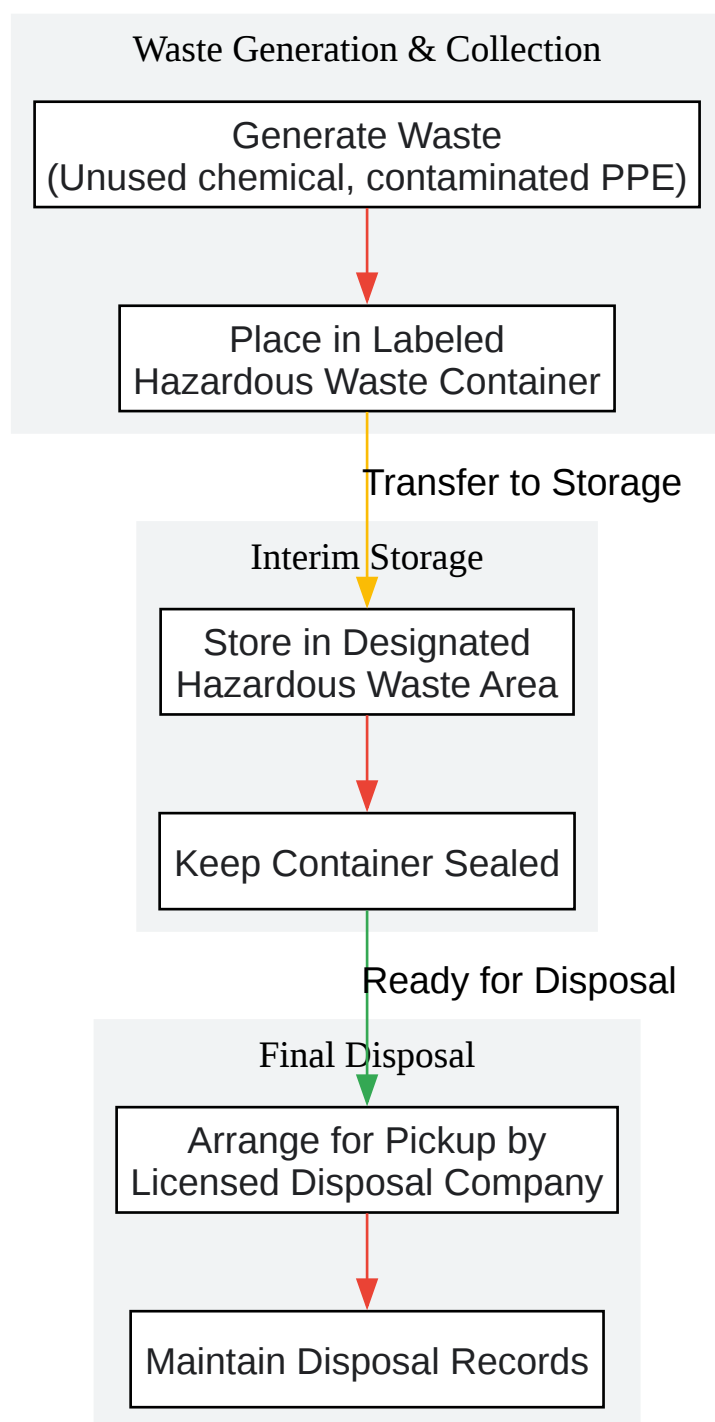 Waste Generation & Collection
Generate Waste
(Unused chemical, contaminated PPE)
Place in Labeled
Hazardous Waste Container
Transfer to Storage
Interim Storage
Store in Designated
Hazardous Waste Area
Keep Container Sealed
Ready for Disposal
Final Disposal
Arrange for Pickup by
Licensed Disposal Company
Maintain Disposal Records